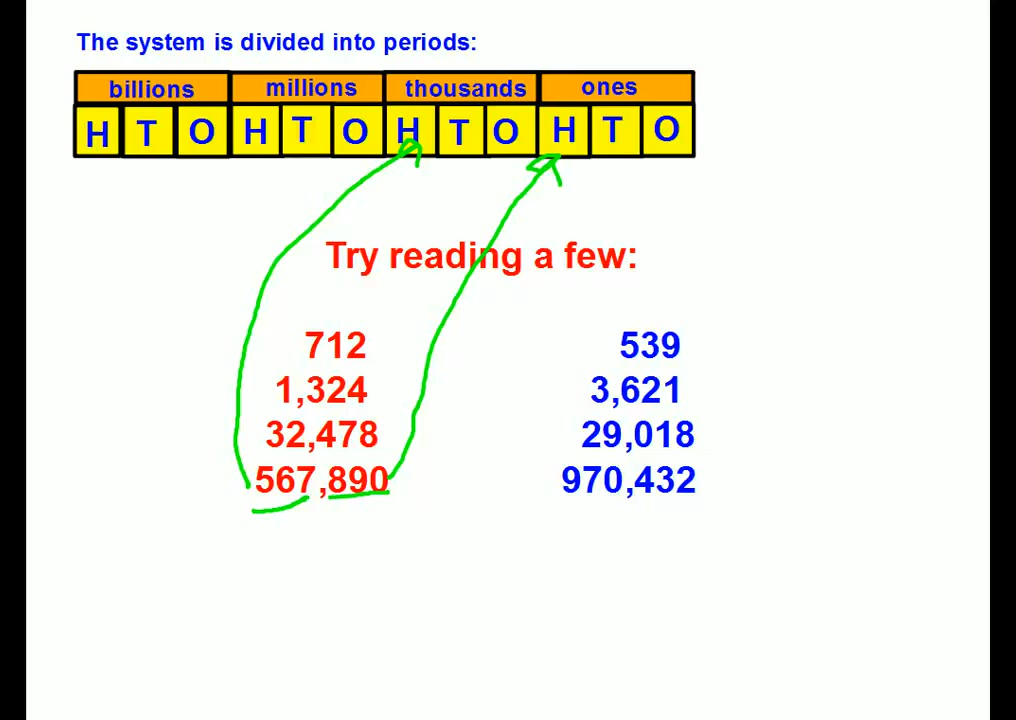 The system is divided into periods:
billions millions thousands ones
H T O H T O H T O H T O
Try reading a few:
712 539
1,324 3,621
32,478 29,018
567,890 970,432